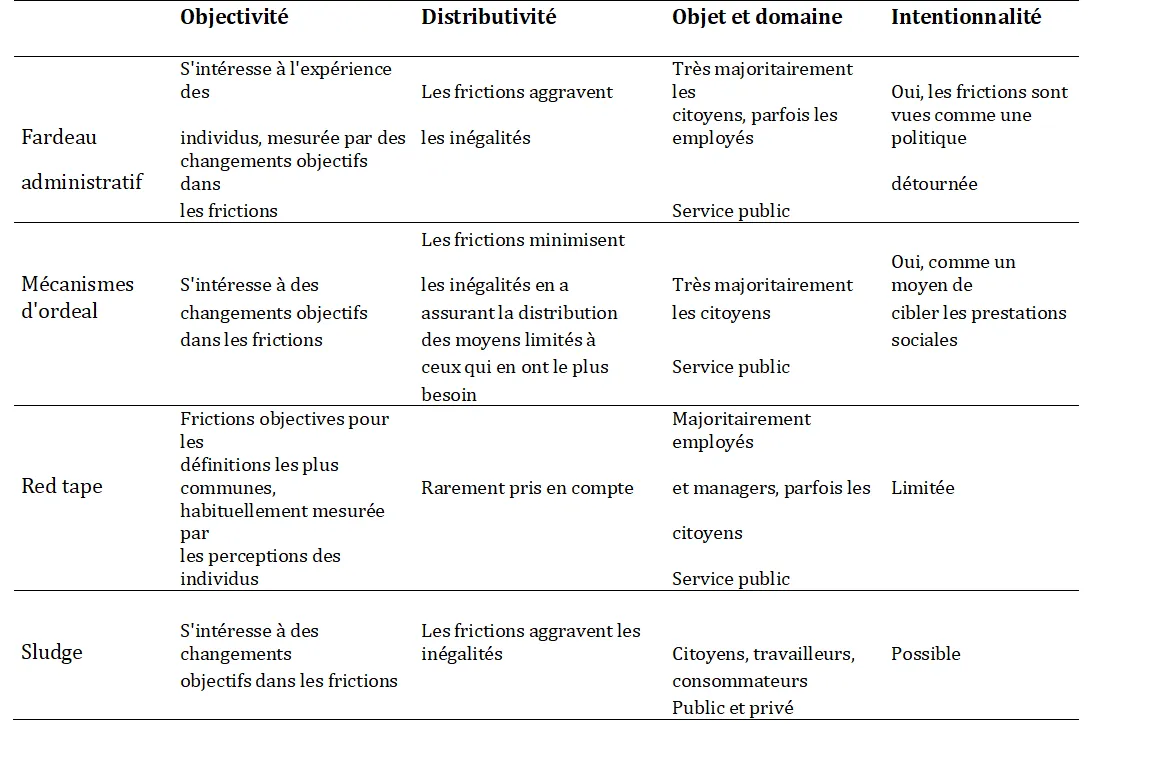 Objectivité
Distributivité
Objet et domaine
Intentionnalité
Fardeau
administratif
S'intéresse à l'expérience
des
individus, mesurée par des
changements objectifs
dans
les frictions
Les frictions aggravent
les inégalités
Très majoritairement
les
citoyens, parfois les
employés
Service public
Oui, les frictions sont
vues comme une
politique
détournée
Mécanismes
d'ordeal
S'intéresse à des
changements objectifs
dans les frictions
Les frictions minimisent
les inégalités en a
assurant la distribution
des moyens limités à
ceux qui en ont le plus
besoin
Très majoritairement
les citoyens
Service public
Oui, comme un
moyen de
cibler les prestations
sociales
Red tape
Frictions objectives pour
les
définitions les plus
communes,
habituellement mesurée
par
les perceptions des
individus
Rarement pris en compte
Majoritairement
employés
et managers, parfois les
citoyens
Service public
Limitée
Sludge
S'intéresse à des
changements
objectifs dans les frictions
Les frictions aggravent les
inégalités
Citoyens, travailleurs,
consommateurs
Public et privé
Possible